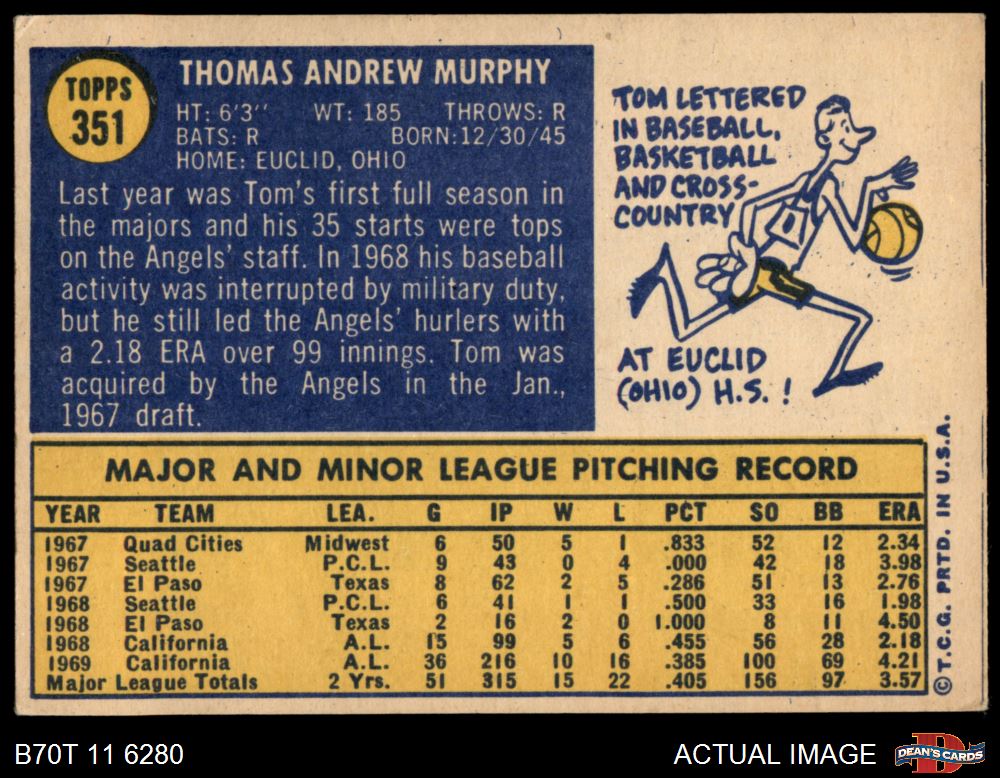 TOPPS
351
THOMAS ANDREW MURPHY
HT: 6'3'' WT: 185 THROWS: R
BATS: R BORN: 12/30/45
HOME: EUCLID, OHIO
Last year was Tom's first full season in
the majors and his 35 starts were tops
on the Angels' staff. In 1968 his baseball
activity was interrupted by military duty,
but he still led the Angels' hurlers with
a 2.18 ERA over 99 innings. Tom was
acquired by the Angels in the Jan.,
1967 draft.
TOM LETTERED
IN BASEBALL,
BASKETBALL
AND CROSS-
COUNTRY
AT EUCLID
(OHIO) H.S. !
MAJOR AND MINOR LEAGUE PITCHING RECORD
YEAR TEAM LEA. G IP W L PCT SO BB ERA
1967 Quad Cities Midwest 6 50 5 1 .833 52 12 2.34
1967 Seattle P.C.L. 9 43 0 4 .000 42 18 3.98
1967 El Paso Texas 8 62 2 5 .286 51 13 2.76
1968 Seattle P.C.L. 6 41 1 1 .500 33 16 1.98
1968 El Paso Texas 2 16 2 0 1.000 8 11 4.50
1968 California A.L. 15 99 5 6 .455 56 28 2.18
1969 California A.L. 36 216 10 16 .385 100 69 4.21
Major League Totals 2 Yrs. 51 315 15 22 .405 156 97 3.57
© T.C.G. PRTD. IN U.S.A.
B70T 11 6280
ACTUAL IMAGE
DEAN'S CARDS